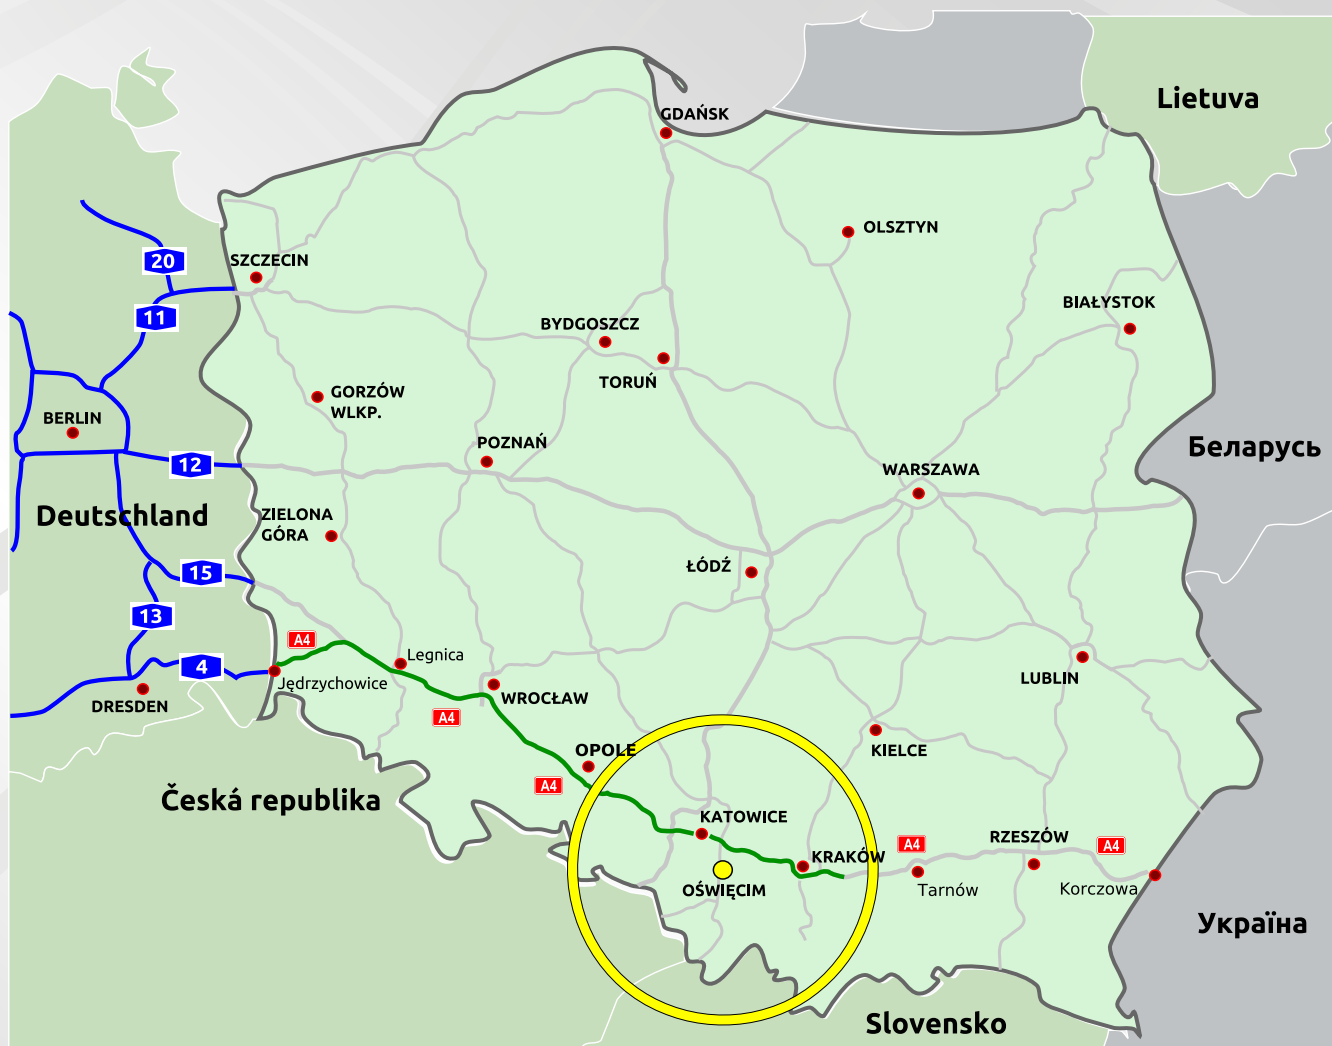 Lietuva
GDAŃSK
OLSZTYN
20
SZCZECIN
11
BIAŁYSTOK
BYDGOSZCZ
TORUŃ
GORZÓW
WLKP.
BERLIN
POZNAŃ
Беларусь
12
WARSZAWA
Deutschland
ZIELONA
GÓRA
15
ŁÓDŹ
13
A4
Legnica
4
Jędrzychowice
LUBLIN
DRESDEN
WROCŁAW
A4
OPOLE
KIELCE
A4
Česká republika
KATOWICE
RZESZÓW
A4
A4
KRAKÓW
OŚWIĘCIM
Tarnów
Korczowa
Україна
Slovensko